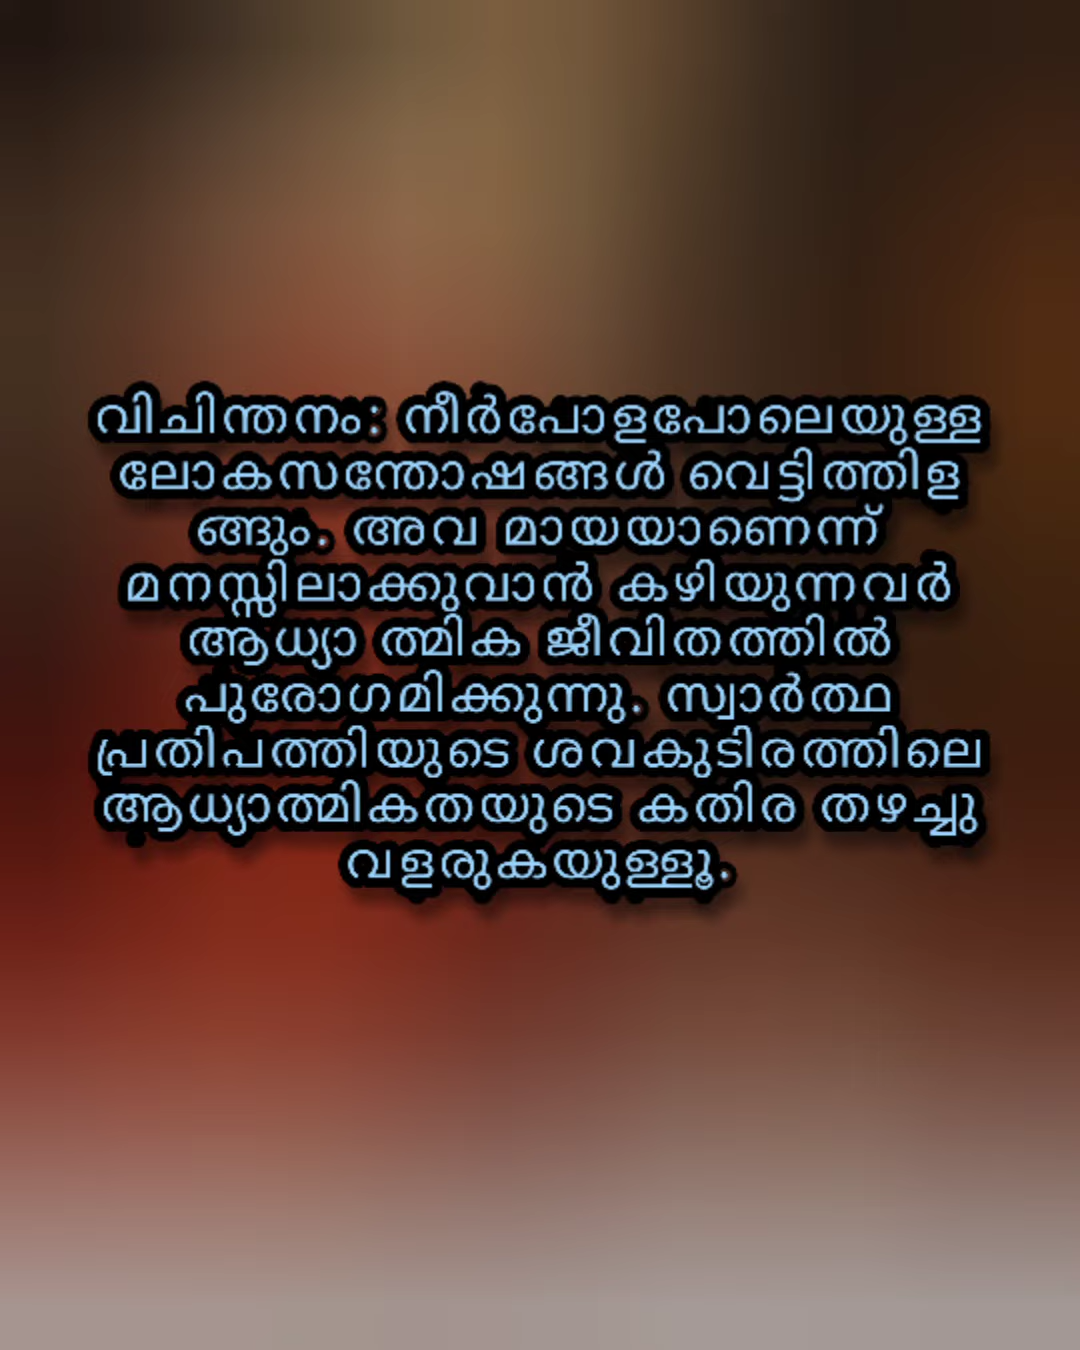 വിചിന്തനം: നീർപോളപോലെയുള്ള
ലോകസന്തോഷങ്ങൾ വെട്ടിത്തിള
ങ്ങും. അവ മായയാണെന്ന്
മനസ്സിലാക്കുവാൻ കഴിയുന്നവർ
ആധ്യാ ത്മിക ജീവിതത്തിൽ
പുരോഗമിക്കുന്നു. സ്വാർത്ഥ
പ്രതിപത്തിയുടെ ശവകുടിരത്തിലെ
ആധ്യാത്മികതയുടെ കതിര തഴച്ചു
വളരുകയുള്ളൂ.